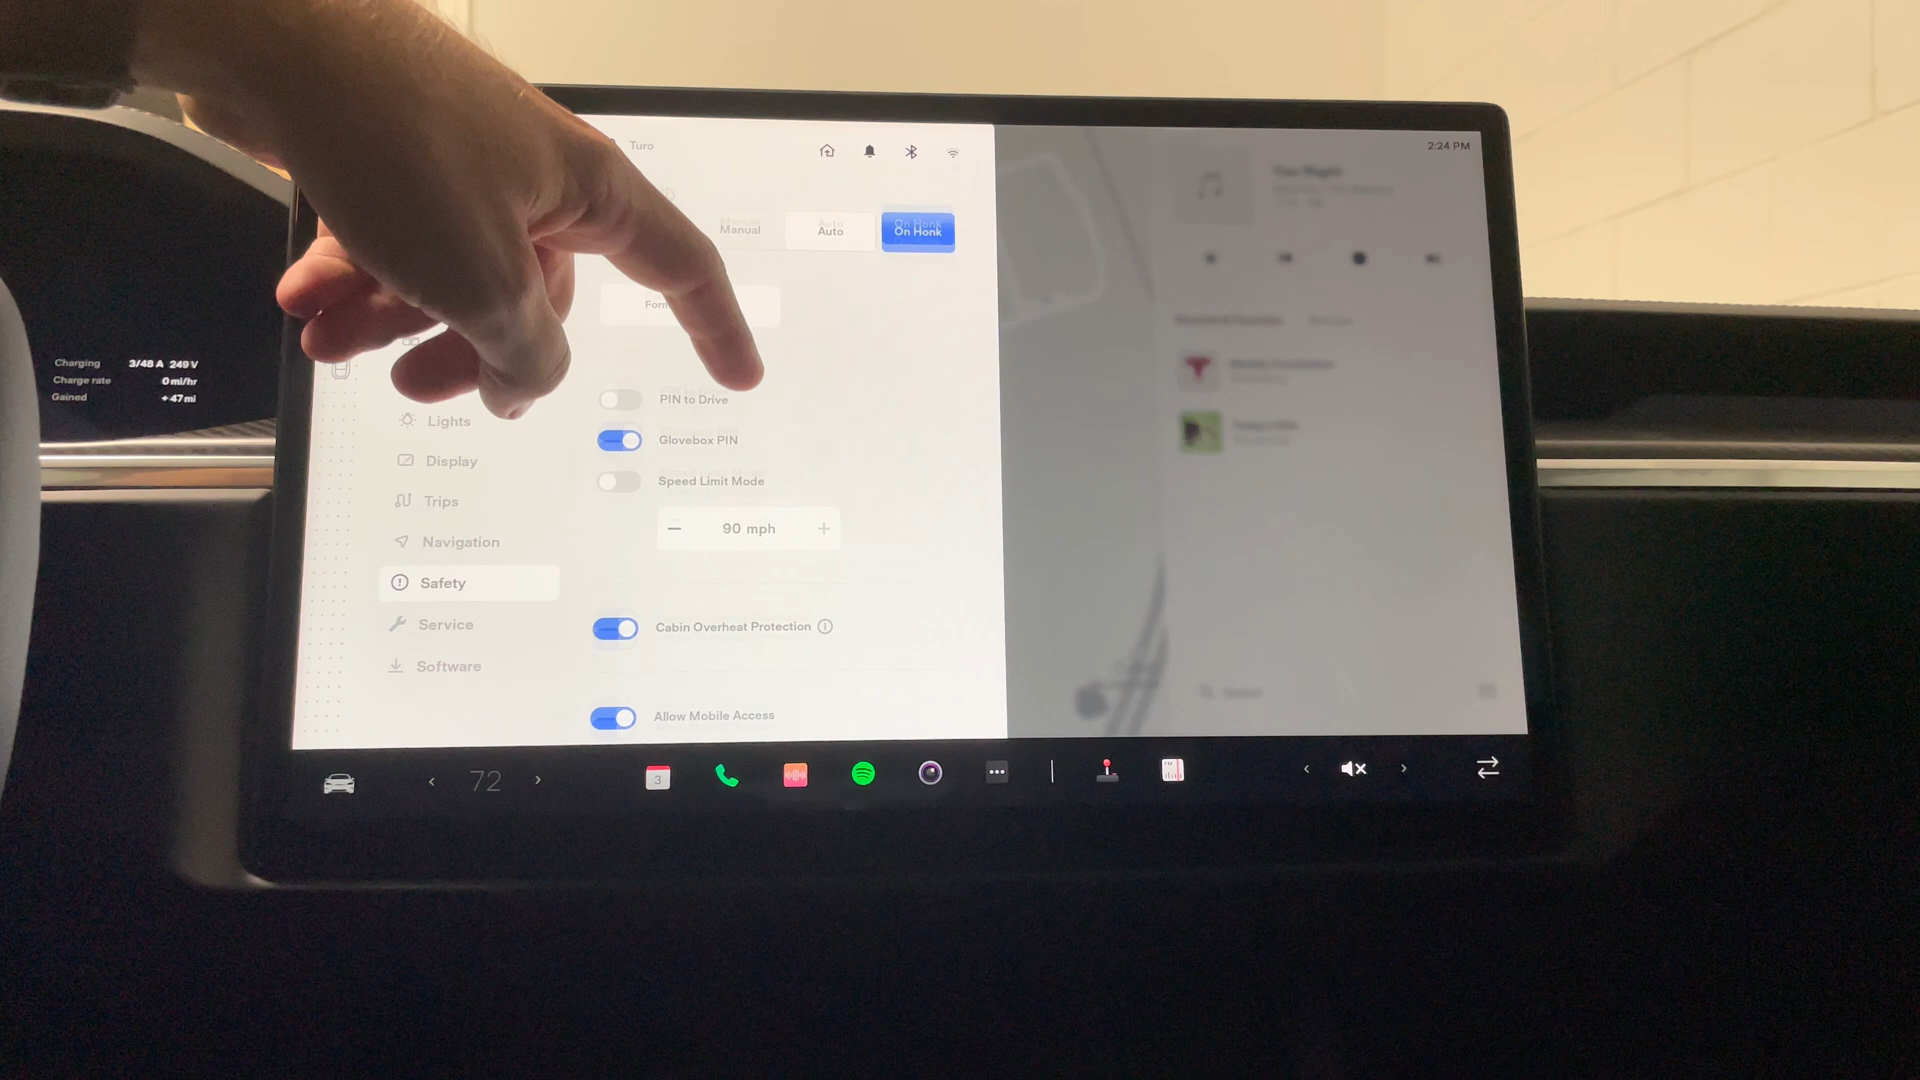 Turo
2:24 PM
Manual
Auto
On Honk
Charging 3/48 A 249 V
Charge rate 0 mi/hr
Gained +47 mi
PIN to Drive
Glovebox PIN
Speed Limit Mode
90 mph
Cabin Overheat Protection
Allow Mobile Access
Lights
Display
Trips
Navigation
Safety
Service
Software
72
3
FM